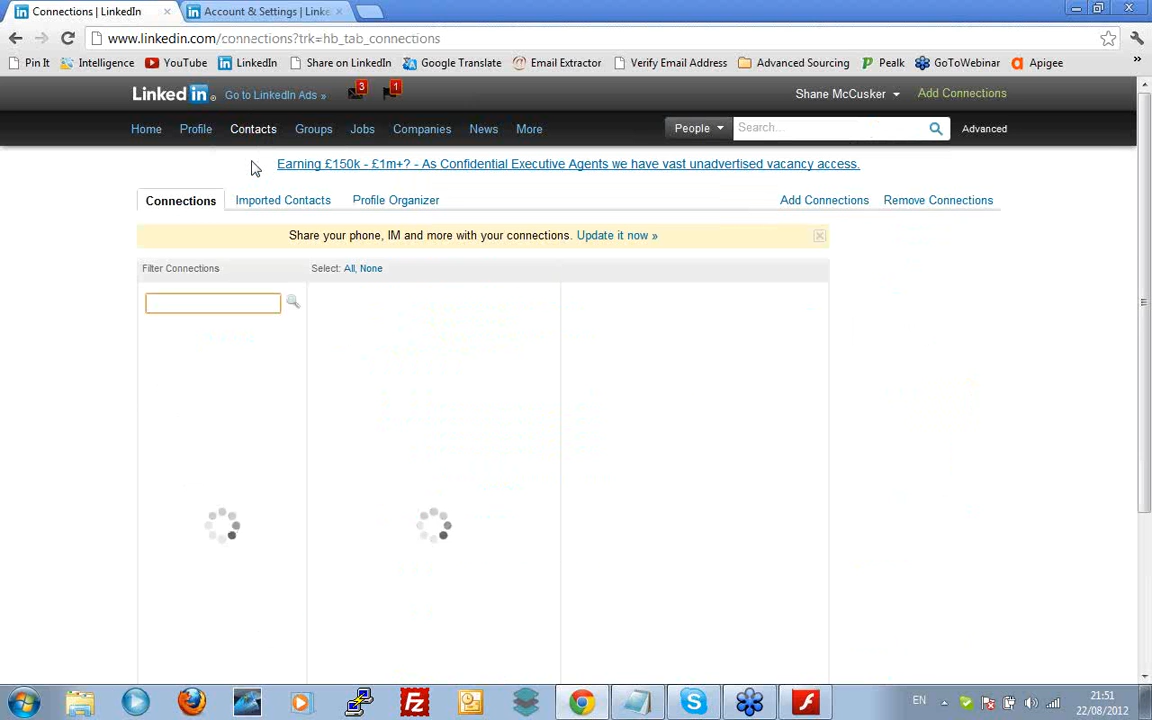 Connections | LinkedIn
Account & Settings | Linke
www.linkedin.com/connections?trk=hb_tab_connections
Pin It Intelligence YouTube LinkedIn Share on LinkedIn Google Translate Email Extractor Verify Email Address Advanced Sourcing Pealk GoToWebinar Apigee
Linked in Go to LinkedIn Ads » 3 1 Shane McCusker Add Connections
Home Profile Contacts Groups Jobs Companies News More People Search... Advanced
Earning £150k - £1m+? - As Confidential Executive Agents we have vast unadvertised vacancy access.
Connections Imported Contacts Profile Organizer Add Connections Remove Connections
Share your phone, IM and more with your connections. Update it now »
Filter Connections Select: All, None
EN
21:51
22/08/2012